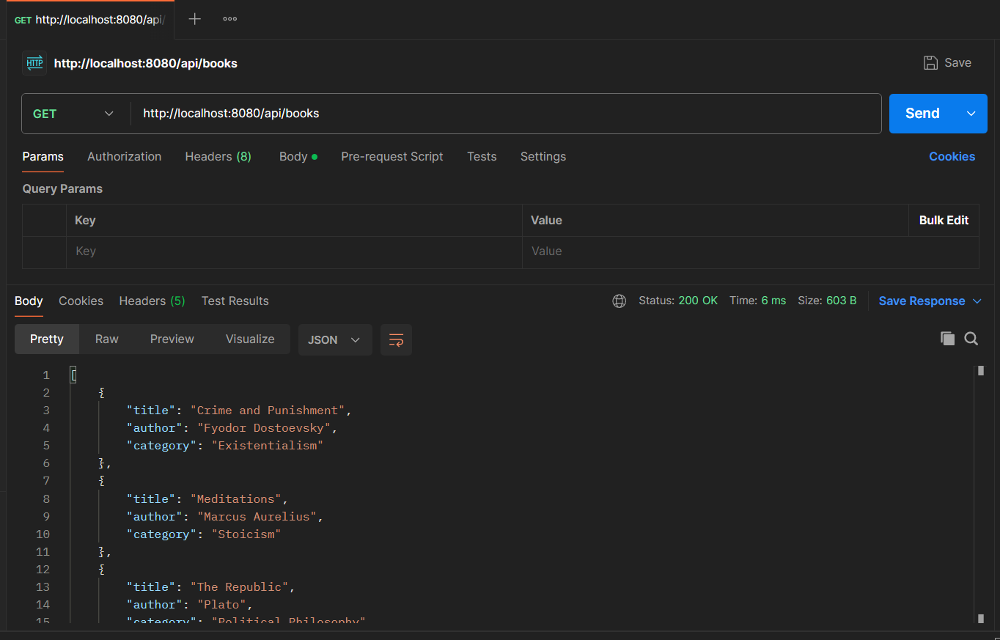 GET http://localhost:8080/api/
HTTP http://localhost:8080/api/books Save
GET http://localhost:8080/api/books Send
Params Authorization Headers (8) Body Pre-request Script Tests Settings Cookies
Query Params
Key Value Bulk Edit
Key Value
Body Cookies Headers (5) Test Results Status: 200 OK Time: 6 ms Size: 603 B Save Response
Pretty Raw Preview Visualize JSON
1 [
2 {
3 "title": "Crime and Punishment",
4 "author": "Fyodor Dostoevsky",
5 "category": "Existentialism"
6 },
7 {
8 "title": "Meditations",
9 "author": "Marcus Aurelius",
10 "category": "Stoicism"
11 },
12 {
13 "title": "The Republic",
14 "author": "Plato",
15 "category": "Political Philosophy"